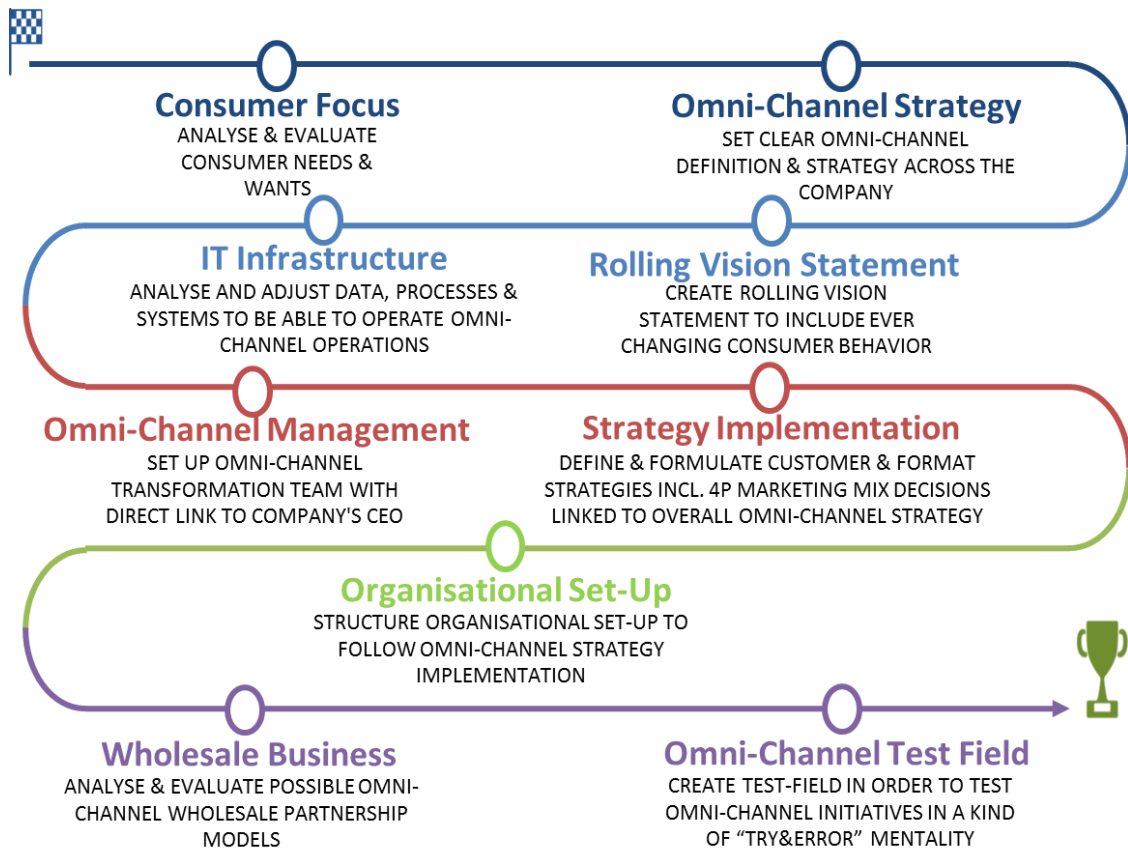 Consumer Focus
ANALYSE & EVALUATE
CONSUMER NEEDS &
WANTS
Omni-Channel Strategy
SET CLEAR OMNI-CHANNEL
DEFINITION & STRATEGY ACROSS THE
COMPANY
IT Infrastructure
ANALYSE AND ADJUST DATA, PROCESSES &
SYSTEMS TO BE ABLE TO OPERATE OMNI-
CHANNEL OPERATIONS
Rolling Vision Statement
CREATE ROLLING VISION
STATEMENT TO INCLUDE EVER
CHANGING CONSUMER BEHAVIOR
Omni-Channel Management
SET UP OMNI-CHANNEL
TRANSFORMATION TEAM WITH
DIRECT LINK TO COMPANY'S CEO
Strategy Implementation
DEFINE & FORMULATE CUSTOMER & FORMAT
STRATEGIES INCL. 4P MARKETING MIX DECISIONS
LINKED TO OVERALL OMNI-CHANNEL STRATEGY
Organisational Set-Up
STRUCTURE ORGANISATIONAL SET-UP TO
FOLLOW OMNI-CHANNEL STRATEGY
IMPLEMENTATION
Wholesale Business
ANALYSE & EVALUATE POSSIBLE OMNI-
CHANNEL WHOLESALE PARTNERSHIP
MODELS
Omni-Channel Test Field
CREATE TEST-FIELD IN ORDER TO TEST
OMNI-CHANNEL INITIATIVES IN A KIND
OF “TRY&ERROR” MENTALITY